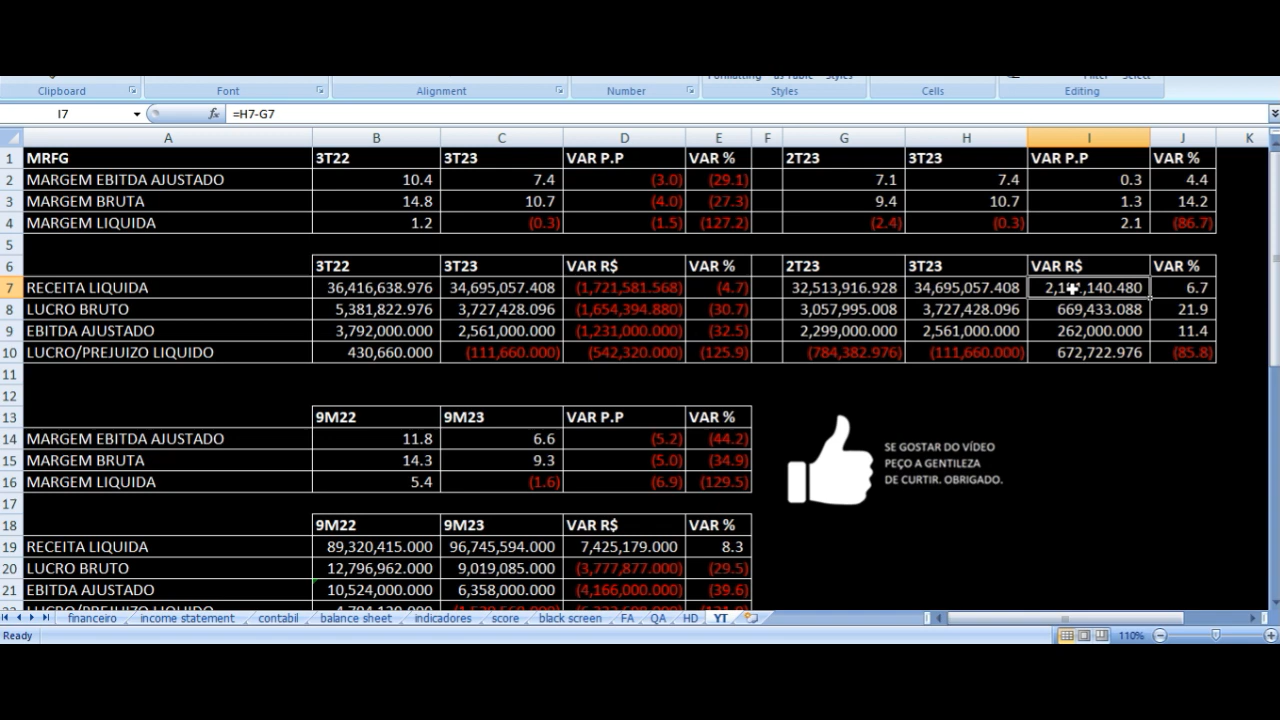 Clipboard Font Alignment Number Styles Cells Editing
I7 fx =H7-G7
A B C D E F G H I J K
1 MRFG 3T22 3T23 VAR P.P VAR % 2T23 3T23 VAR P.P VAR %
2 MARGEM EBITDA AJUSTADO 10.4 7.4 (3.0) (29.1) 7.1 7.4 0.3 4.4
3 MARGEM BRUTA 14.8 10.7 (4.0) (27.3) 9.4 10.7 1.3 14.2
4 MARGEM LIQUIDA 1.2 (0.3) (1.5) (127.2) (2.4) (0.3) 2.1 (86.7)
5
6 3T22 3T23 VAR R$ VAR % 2T23 3T23 VAR R$ VAR %
7 RECEITA LIQUIDA 36,416,638.976 34,695,057.408 (1,721,581.568) (4.7) 32,513,916.928 34,695,057.408 6.7
8 LUCRO BRUTO 5,381,822.976 3,727,428.096 (1,654,394.880) (30.7) 3,057,995.008 3,727,428.096 669,433.088 21.9
9 EBITDA AJUSTADO 3,792,000.000 2,561,000.000 (1,231,000.000) (32.5) 2,299,000.000 2,561,000.000 262,000.000 11.4
10 LUCRO/PREJUIZO LIQUIDO 430,660.000 (111,660.000) (542,320.000) (125.9) (784,382.976) (111,660.000) 672,722.976 (85.8)
11
12
13 9M22 9M23 VAR P.P VAR %
14 MARGEM EBITDA AJUSTADO 11.8 6.6 (5.2) (44.2)
15 MARGEM BRUTA 14.3 9.3 (5.0) (34.9)
16 MARGEM LIQUIDA 5.4 (1.6) (6.9) (129.5)
SE GOSTAR DO VÍDEO
PEÇO A GENTILEZA
DE CURTIR. OBRIGADO.
17
18 9M22 9M23 VAR R$ VAR %
19 RECEITA LIQUIDA 89,320,415.000 96,745,594.000 7,425,179.000 8.3
20 LUCRO BRUTO 12,796,962.000 9,019,085.000 (3,777,877.000) (29.5)
21 EBITDA AJUSTADO 10,524,000.000 6,358,000.000 (4,166,000.000) (39.6)
financeiro income statement contabil balance sheet indicadores score black screen FA QA HD YT
Ready 110%